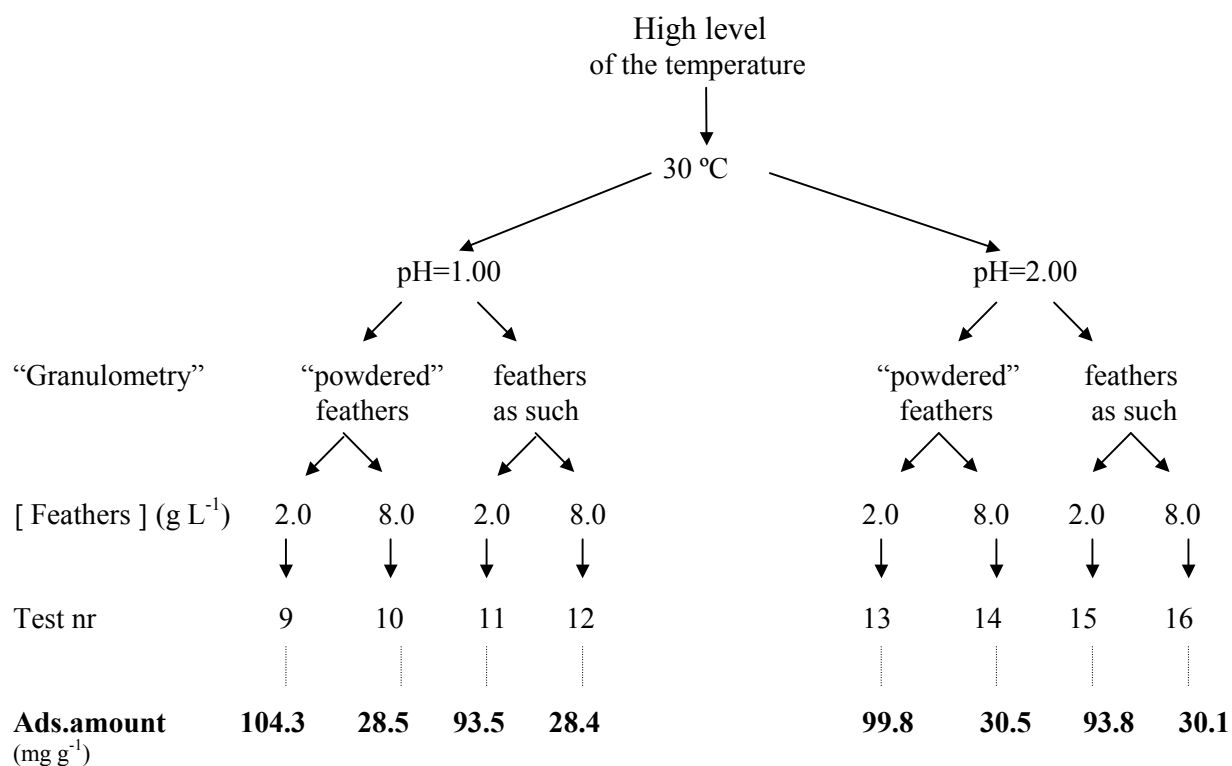 High level
of the temperature
30 ºC
pH=1.00 pH=2.00
“Granulometry” “powdered” feathers “powdered” feathers
feathers as such feathers as such
[ Feathers ] (g L-1) 2.0 8.0 2.0 8.0 2.0 8.0 2.0 8.0
Test nr 9 10 11 12 13 14 15 16
Ads.amount 104.3 28.5 93.5 28.4 99.8 30.5 93.8 30.1
(mg g-1)